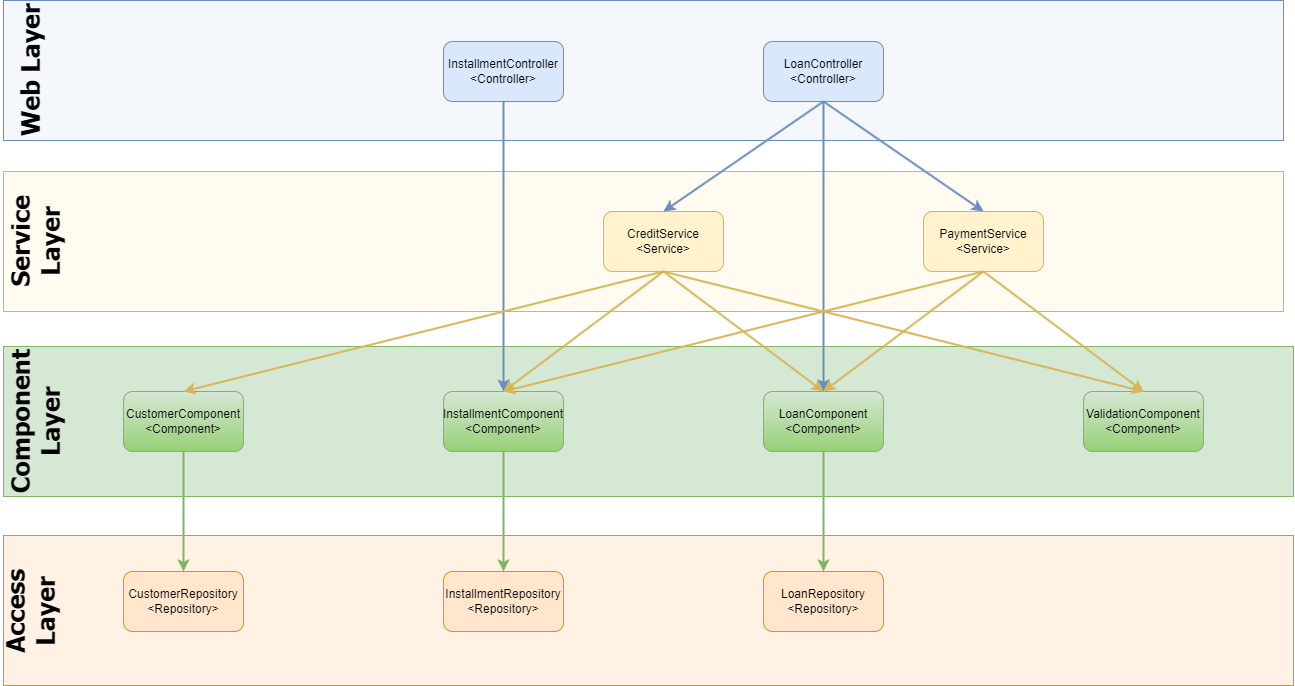 Web Layer
InstallmentController
<Controller>
LoanController
<Controller>
Service
Layer
CreditService
<Service>
PaymentService
<Service>
Component
Layer
CustomerComponent
<Component>
InstallmentComponent
<Component>
LoanComponent
<Component>
ValidationComponent
<Component>
Access
Layer
CustomerRepository
<Repository>
InstallmentRepository
<Repository>
LoanRepository
<Repository>